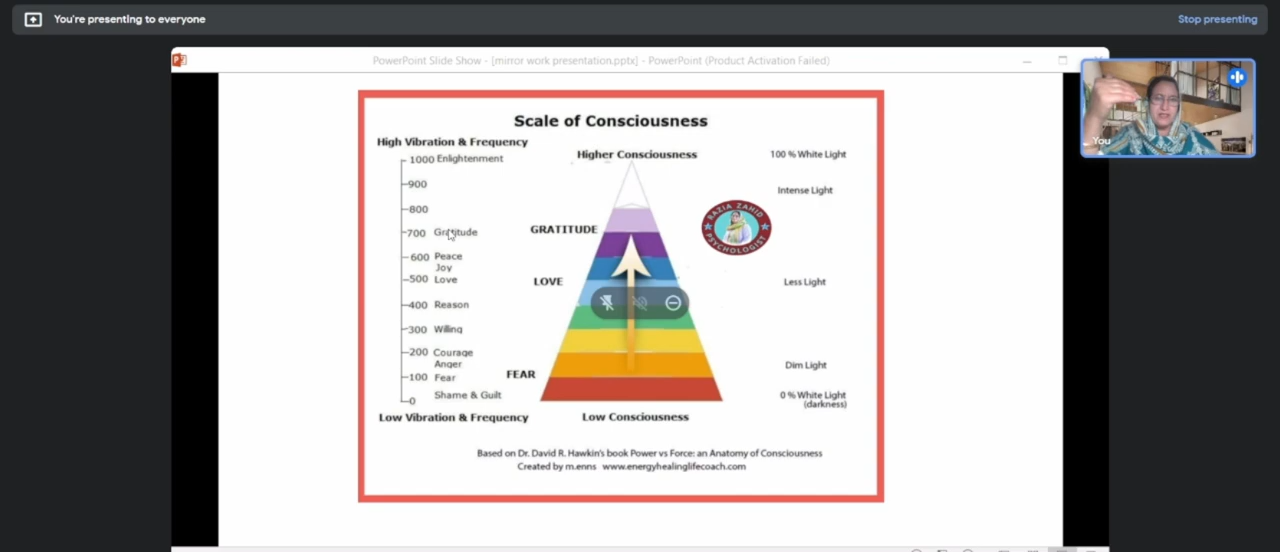 You're presenting to everyone
Stop presenting
PowerPoint Slide Show - [mirror work presentation.pptx] - PowerPoint (Product Activation Failed)
You
Scale of Consciousness
High Vibration & Frequency
1000 Enlightenment
900
800
700 Gratitude
600 Peace
Joy
500 Love
400 Reason
300 Willing
200 Courage
Anger
100 Fear
Shame & Guilt
0
Low Vibration & Frequency
Higher Consciousness
GRATITUDE
LOVE
FEAR
Low Consciousness
100 % White Light
Intense Light
RAZIA ZAHID
PSYCHOLOGIST
Less Light
Dim Light
0 % White Light
(darkness)
Based on Dr. David R. Hawkin's book Power vs Force: an Anatomy of Consciousness
Created by m.enns www.energyhealinglifecoach.com